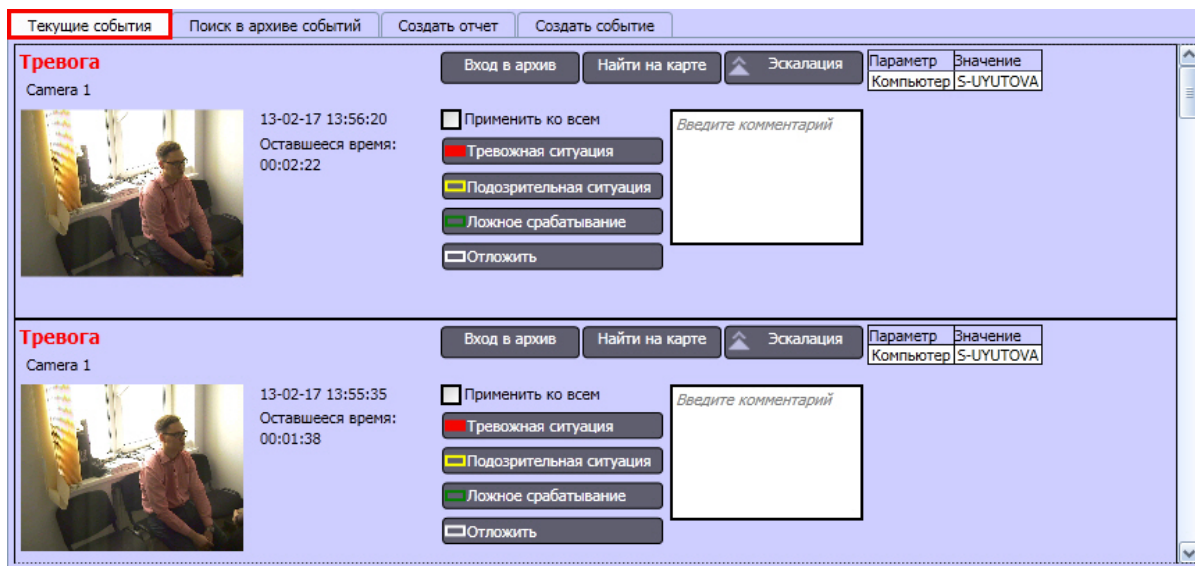 Текущие события
Поиск в архиве событий
Создать отчет
Создать событие
Тревога
Вход в архив
Найти на карте
Эскалация
Параметр Значение
Компьютер S-UYUTOVA
Camera 1
13-02-17 13:56:20
Оставшееся время:
00:02:22
Применить ко всем
Тревожная ситуация
Подозрительная ситуация
Ложное срабатывание
Отложить
Введите комментарий
Тревога
Вход в архив
Найти на карте
Эскалация
Параметр Значение
Компьютер S-UYUTOVA
Camera 1
13-02-17 13:55:35
Оставшееся время:
00:01:38
Применить ко всем
Тревожная ситуация
Подозрительная ситуация
Ложное срабатывание
Отложить
Введите комментарий